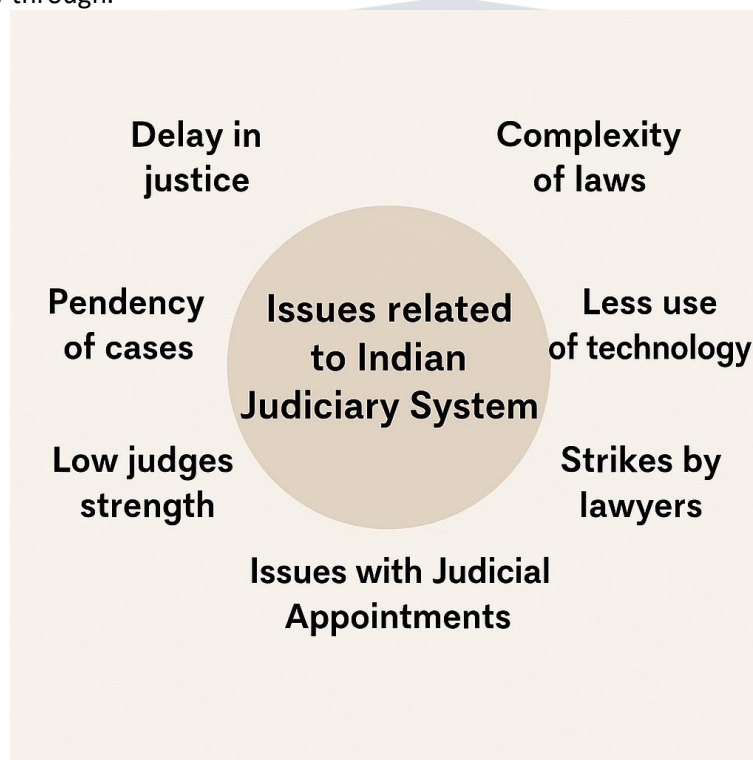 through.
Delay in
justice
Complexity
of laws
Pendency
of cases
Issues related
to Indian
Judiciary System
Less use
of technology
Low judges
strength
Strikes by
lawyers
Issues with Judicial
Appointments